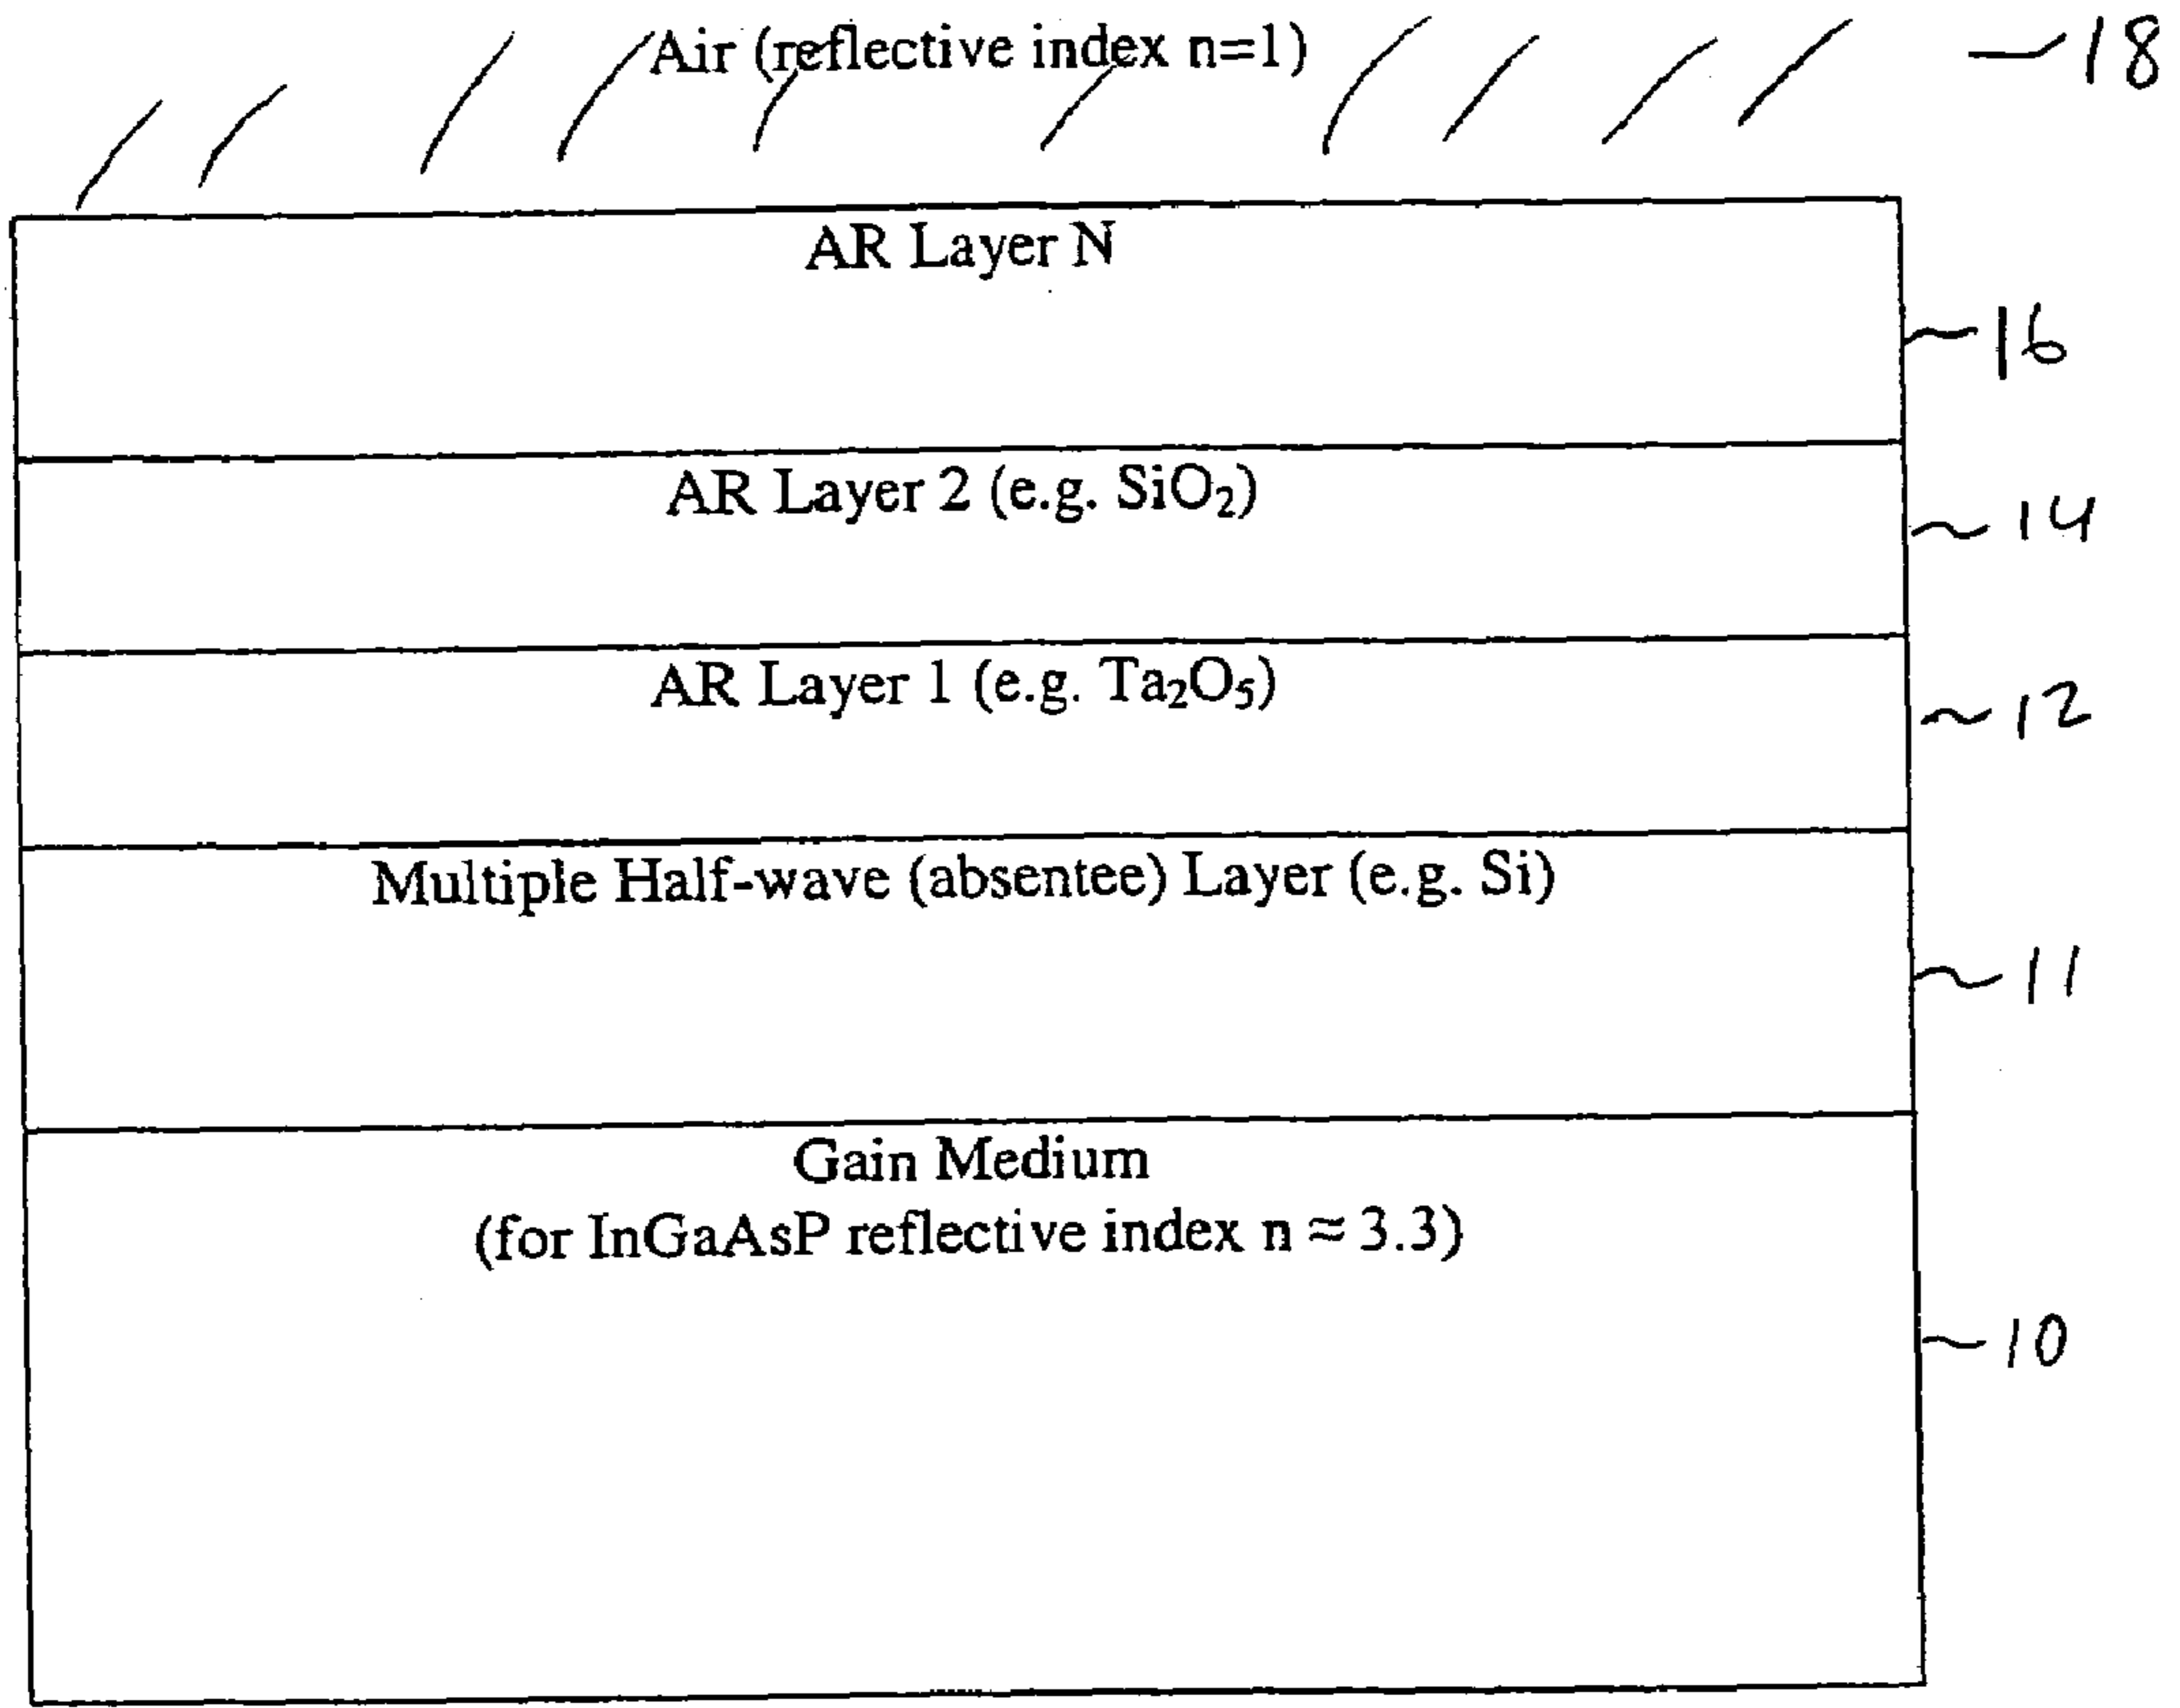 Air (reflective index n=1)
18
AR Layer N
16
AR Layer 2 (e.g. SiO₂)
14
AR Layer 1 (e.g. Ta₂O₅)
12
Multiple Half-wave (absentee) Layer (e.g. Si)
11
Gain Medium
(for InGaAsP reflective index n ≈ 3.3)
10